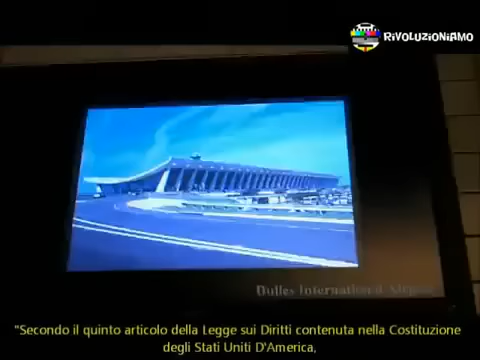 RiVOLUZIONiAMO
Dulles International Airport
"Secondo il quinto articolo della Legge sui Diritti contenuta nella Costituzione
degli Stati Uniti D'America,